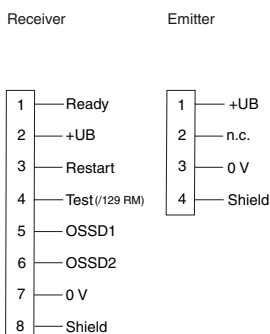 Receiver
1 Ready
2 +UB
3 Restart
4 Test (/129 RM)
5 OSSD1
6 OSSD2
7 0 V
8 Shield
Emitter
1 +UB
2 n.c.
3 0 V
4 Shield